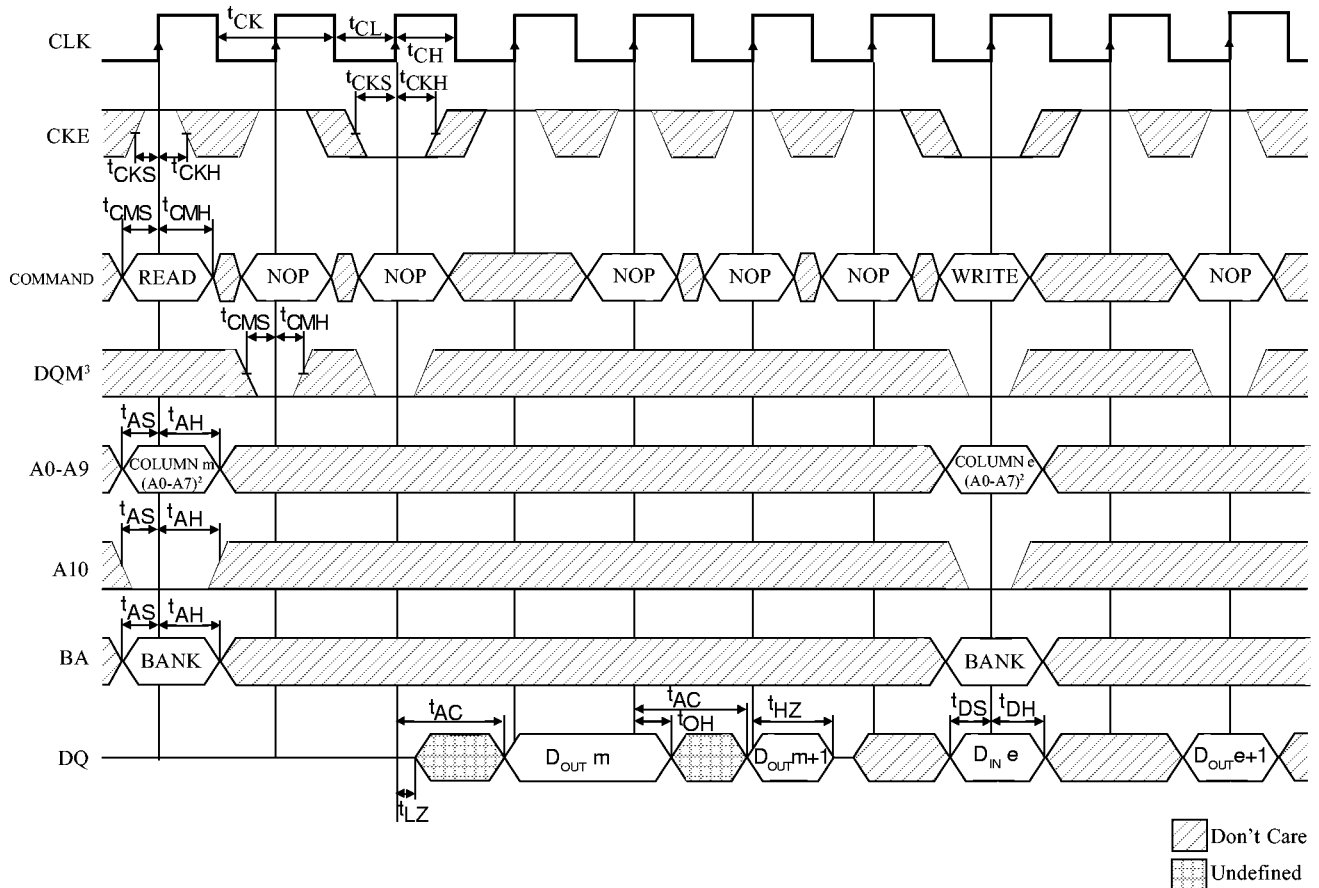 CLK
tCK
tCL
tCH
tCKS
tCKH
CKE
tCKS
tCKH
tCMS
tCMH
COMMAND
READ
NOP
NOP
NOP
NOP
NOP
WRITE
NOP
tCMS
tCMH
DQM³
tAS
tAH
A0-A9
COLUMN m
(A0-A7)²
COLUMN e
(A0-A7)²
tAS
tAH
A10
tAS
tAH
BA
BANK
BANK
tAC
tAC
tOH
tHZ
tDS
tDH
DQ
DOUT m
DOUT m+1
DIN e
DOUT e+1
tLZ
Don't Care
Undefined